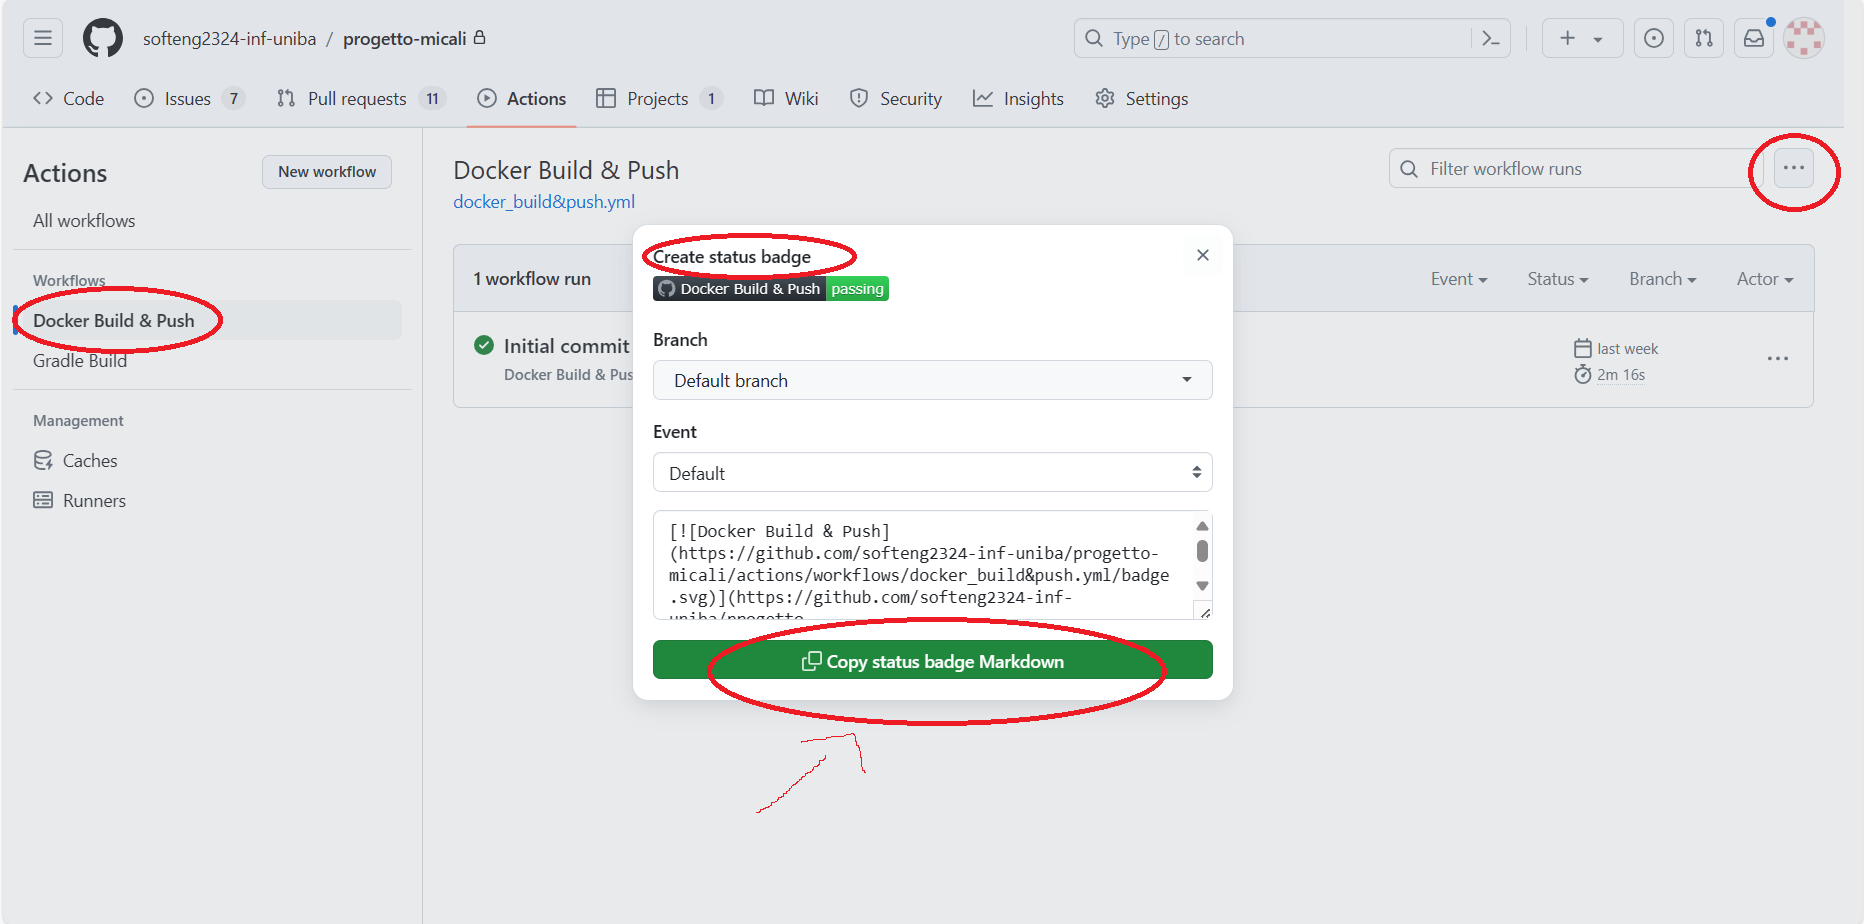 softeng2324-inf-uniba / progetto-micali
Type / to search
Code
Issues 7
Pull requests 11
Actions
Projects 1
Wiki
Security
Insights
Settings
Actions
New workflow
All workflows
Workflows
Docker Build & Push
Gradle Build
Management
Caches
Runners
Docker Build & Push
docker_build&push.yml
Filter workflow runs
1 workflow run
Event
Status
Branch
Actor
Initial commit
Docker Build & Pus
last week
2m 16s
Create status badge
Docker Build & Push passing
Branch
Default branch
Event
Default
[![Docker Build & Push]
(https://github.com/softeng2324-inf-uniba/progetto-
micali/actions/workflows/docker_build&push.yml/badge
.svg)](https://github.com/softeng2324-inf-
uniba/progetto-
Copy status badge Markdown